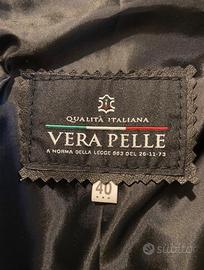 QUALITÀ ITALIANA
VERA PELLE
A NORMA DELLA LEGGE 883 DEL 26-11-73
40
subito